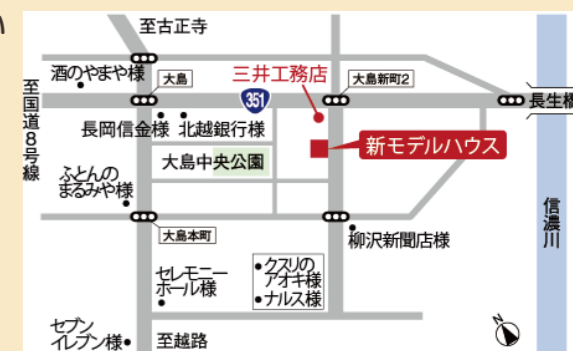 い
至古正寺
酒のやまや様
大島
三井工務店
大島新町2
至国道8号線
351
長生橋
長岡信金様
北越銀行様
新モデルハウス
大島中央公園
ふとんの
まるみや様
信濃川
大島本町
柳沢新聞店様
セレモニー
ホール様
クスリの
アオキ様
ナルス様
セブン
イレブン様
至越路
N